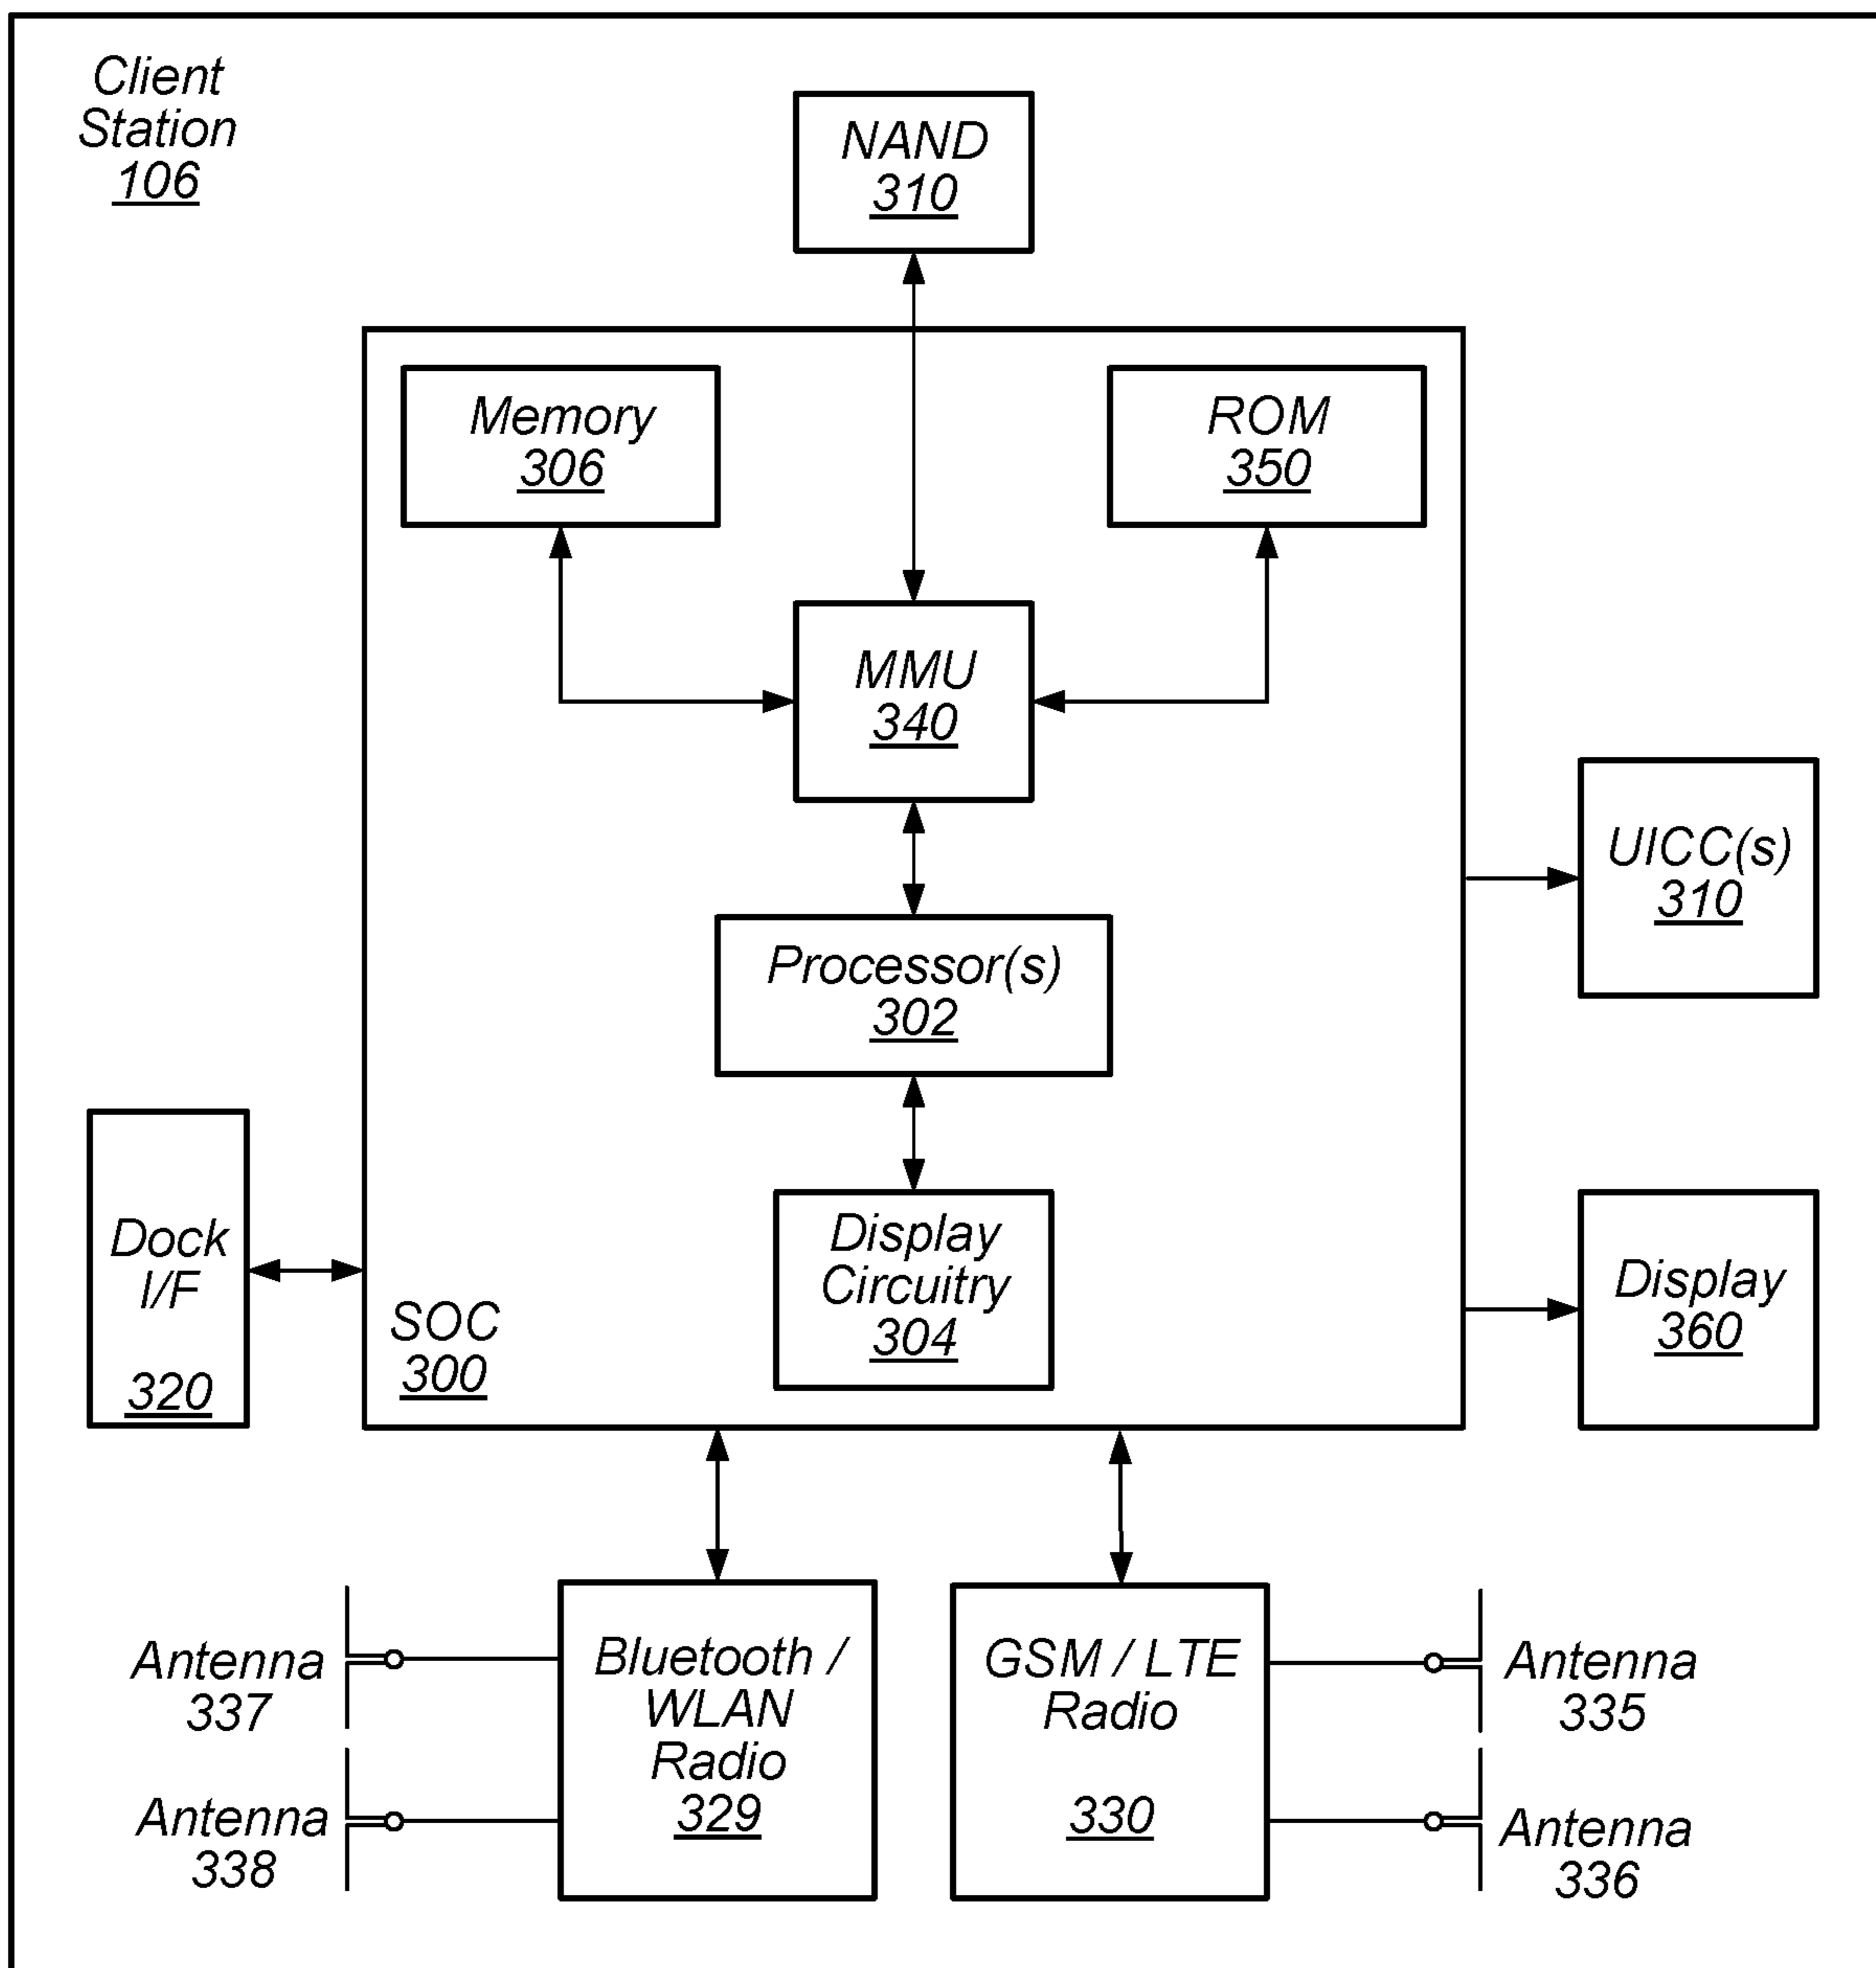 Client
Station
106
NAND
310
Memory
306
ROM
350
MMU
340
UICC(s)
310
Processor(s)
302
Dock
I/F
320
SOC
300
Display
Circuitry
304
Display
360
Antenna
337
Antenna
338
Bluetooth /
WLAN
Radio
329
GSM / LTE
Radio
330
Antenna
335
Antenna
336